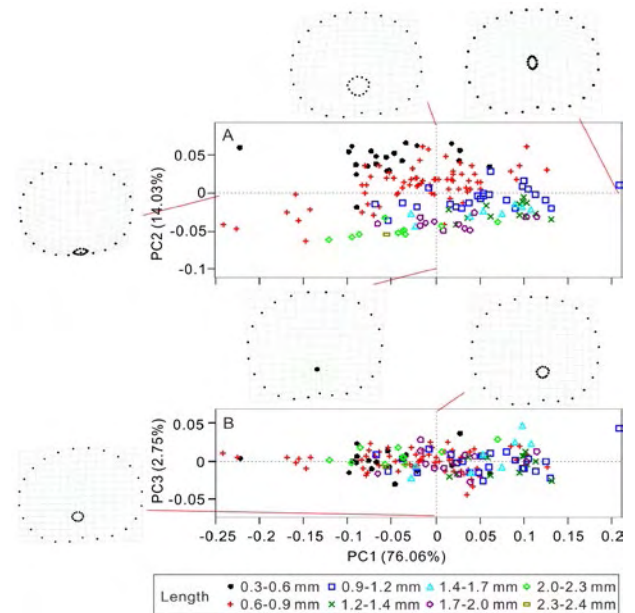 A
0.05
0
-0.05
-0.1
PC2 (14.03%)
B
0.05
0
-0.05
PC3 (2.75%)
-0.25 -0.2 -0.15 -0.1 -0.05 0 0.05 0.1 0.15 0.2
PC1 (76.06%)
Length
0.3-0.6 mm 0.9-1.2 mm 1.4-1.7 mm 2.0-2.3 mm
0.6-0.9 mm 1.2-1.4 mm 1.7-2.0 mm 2.3-2.4 mm